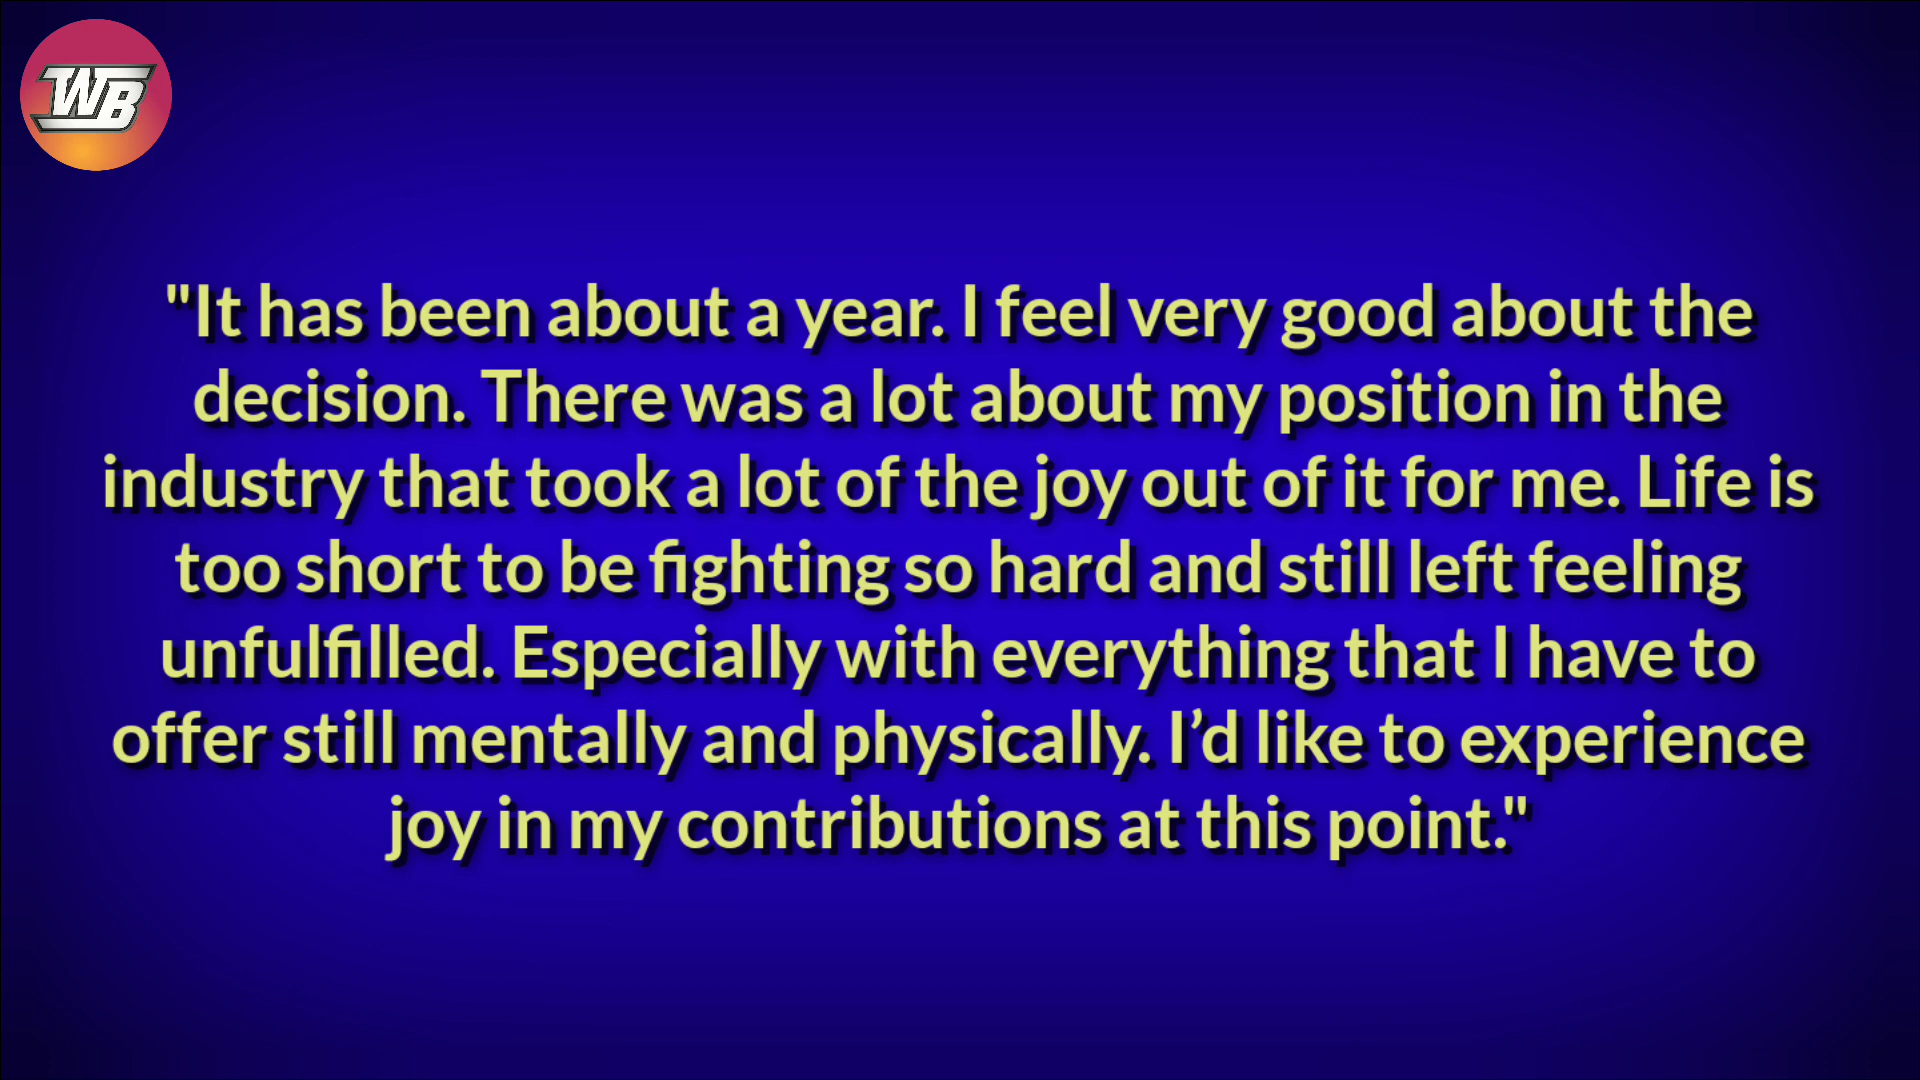 WB
"It has been about a year. I feel very good about the
decision. There was a lot about my position in the
industry that took a lot of the joy out of it for me. Life is
too short to be fighting so hard and still left feeling
unfulfilled. Especially with everything that I have to
offer still mentally and physically. I’d like to experience
joy in my contributions at this point."